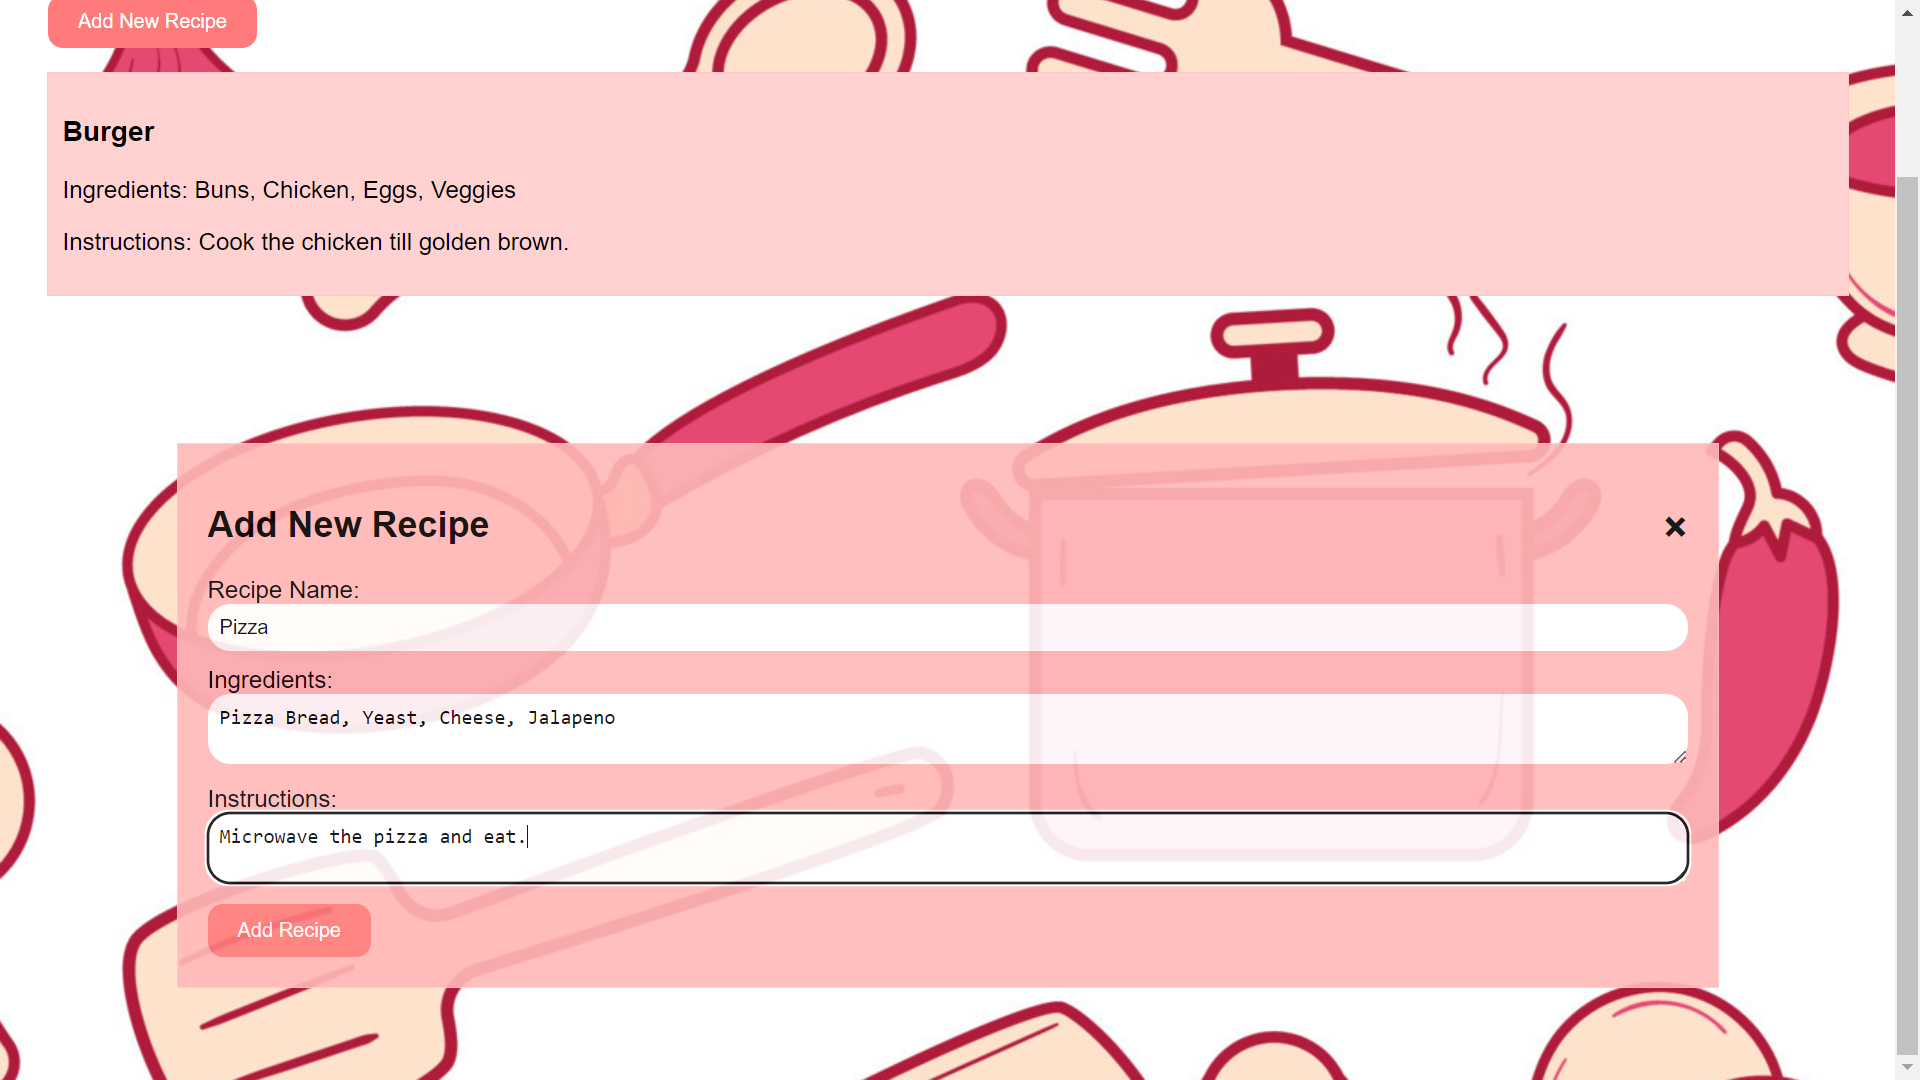 Add New Recipe
Burger
Ingredients: Buns, Chicken, Eggs, Veggies
Instructions: Cook the chicken till golden brown.
Add New Recipe
×
Recipe Name:
Pizza
Ingredients:
Pizza Bread, Yeast, Cheese, Jalapeno
Instructions:
Microwave the pizza and eat.
Add Recipe